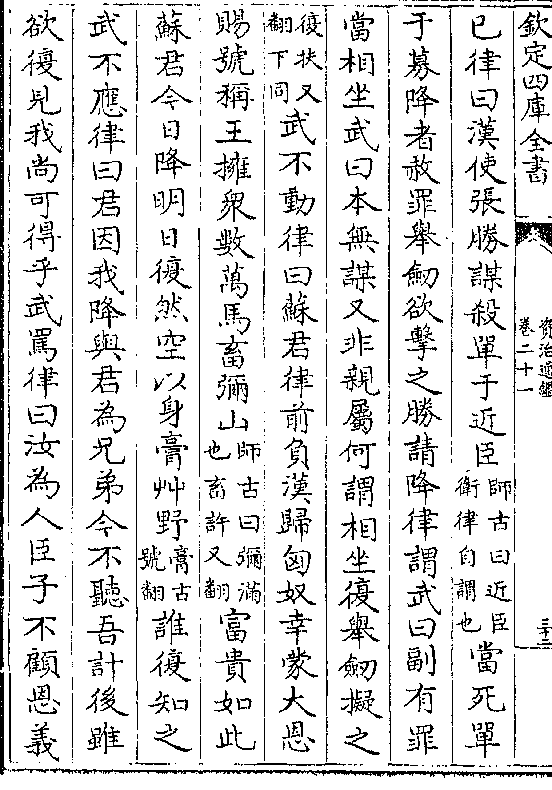 欽定四庫全書
資治通鑑
卷二十一
三十三
已律曰漢使張勝謀殺單于近臣師古曰近臣衛律自謂也當死單
于募降者赦罪舉劒欲擊之勝請降律謂武曰副有罪
當相坐武曰本無謀又非親屬何謂相坐復舉劒擬之
復扶又翻下同武不動律曰蘇君律前負漢歸匈奴幸蒙大恩
賜號稱王擁衆數萬馬畜彌山師古曰彌滿也畜許又翻富貴如此
蘇君今日降明日復然空以身膏艸野膏古號翻誰復知之
武不應律曰君因我降與君為兄弟今不聽吾計後雖
欲復見我尚可得乎武罵律曰汝為人臣子不顧恩義